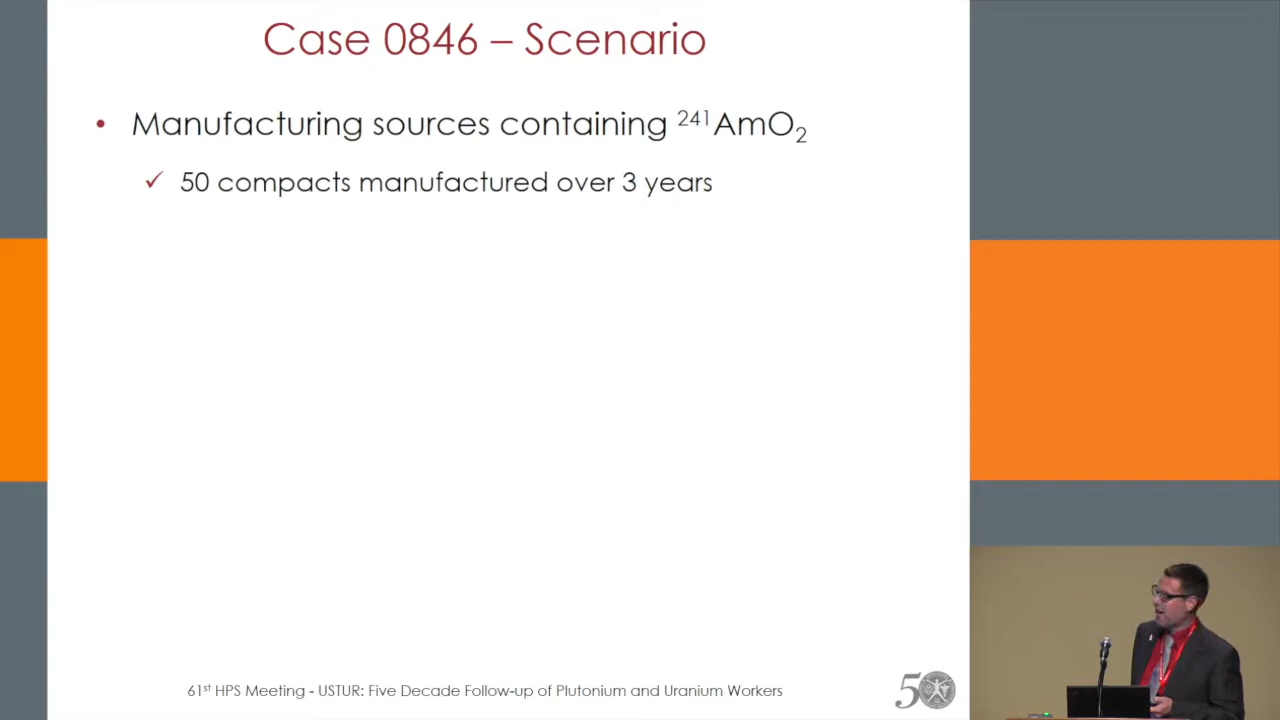 Case 0846 – Scenario
• Manufacturing sources containing ²⁴¹AmO₂
✓ 50 compacts manufactured over 3 years
61st HPS Meeting - USTUR: Five Decade Follow-up of Plutonium and Uranium Workers
50